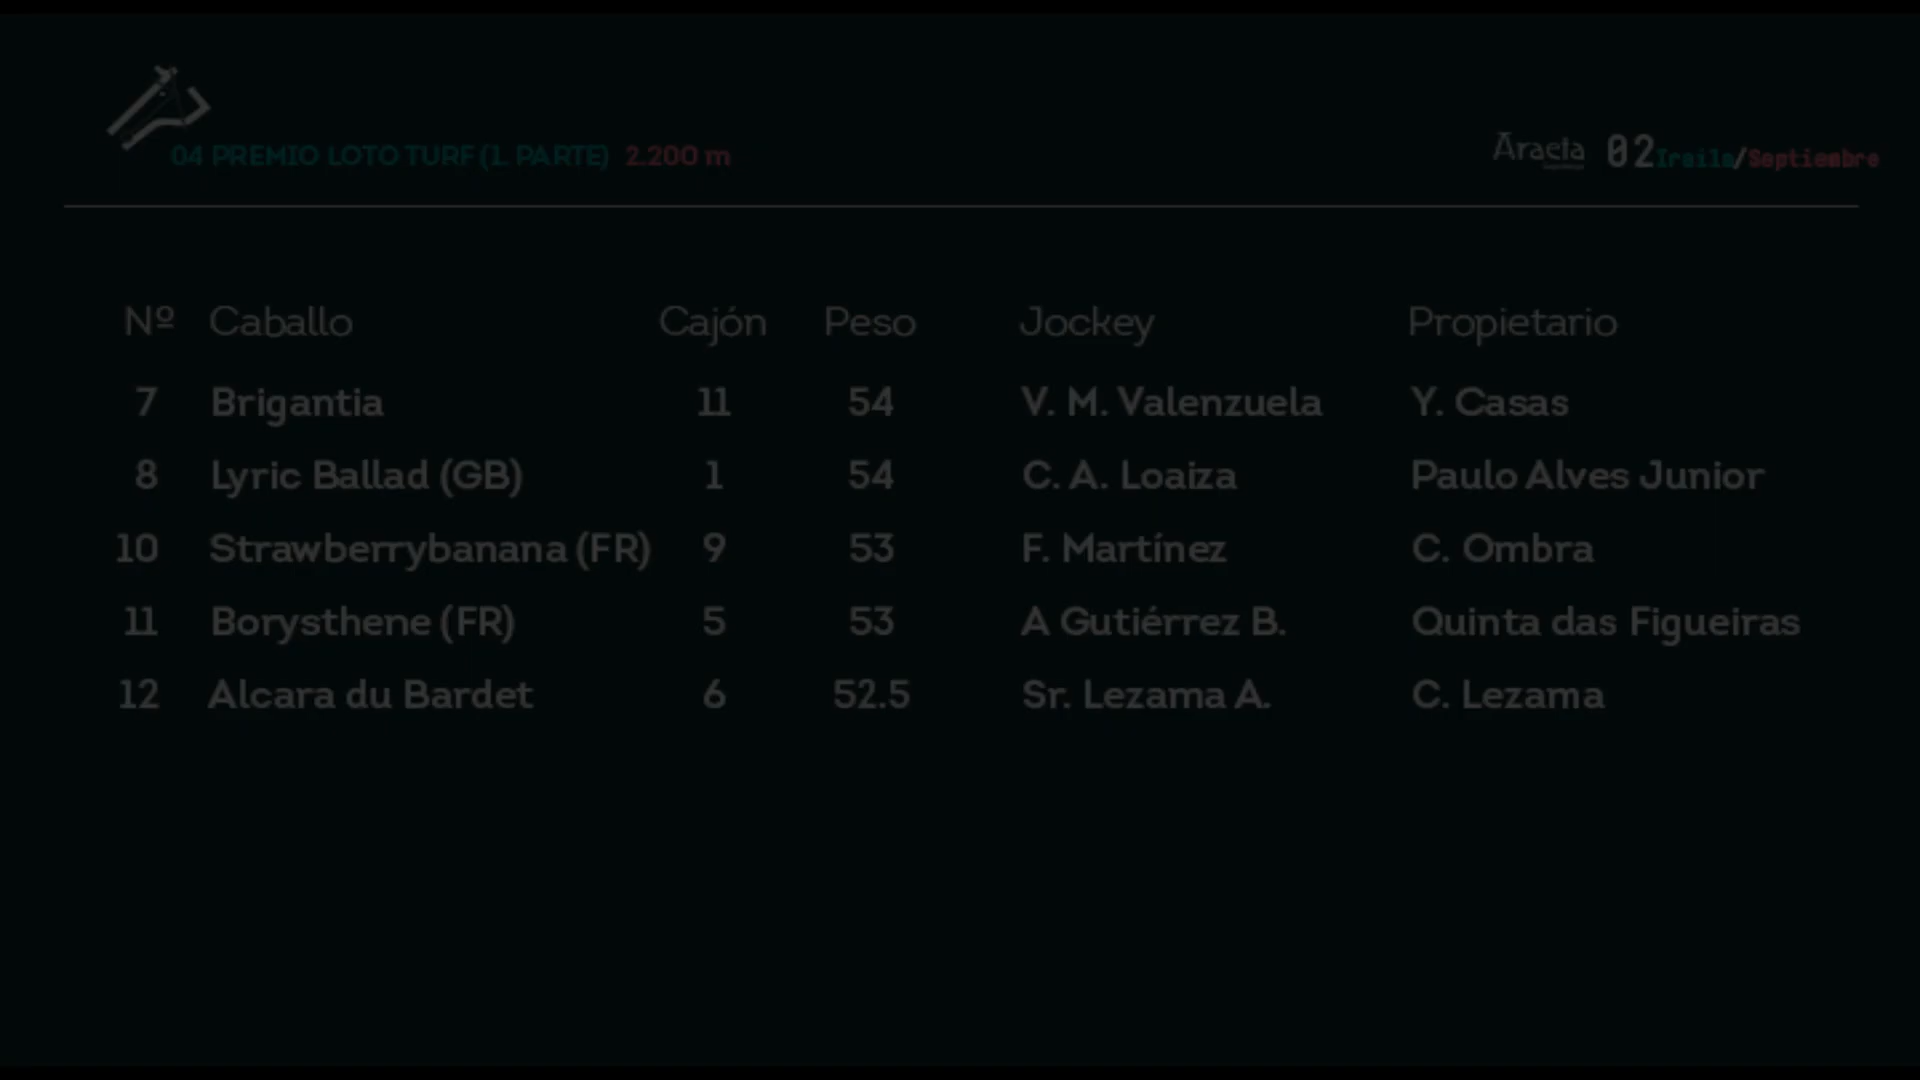 04 PREMIO LOTO TURF (1. PARTE) 2.200 m
Araeta 02 Iraila/Septiembre
Nº Caballo Cajón Peso Jockey Propietario
7 Brigantia 11 54 V. M. Valenzuela Y. Casas
8 Lyric Ballad (GB) 1 54 C. A. Loaiza Paulo Alves Junior
10 Strawberrybanana (FR) 9 53 F. Martínez C. Ombra
11 Borysthene (FR) 5 53 A Gutiérrez B. Quinta das Figueiras
12 Alcara du Bardet 6 52.5 Sr. Lezama A. C. Lezama